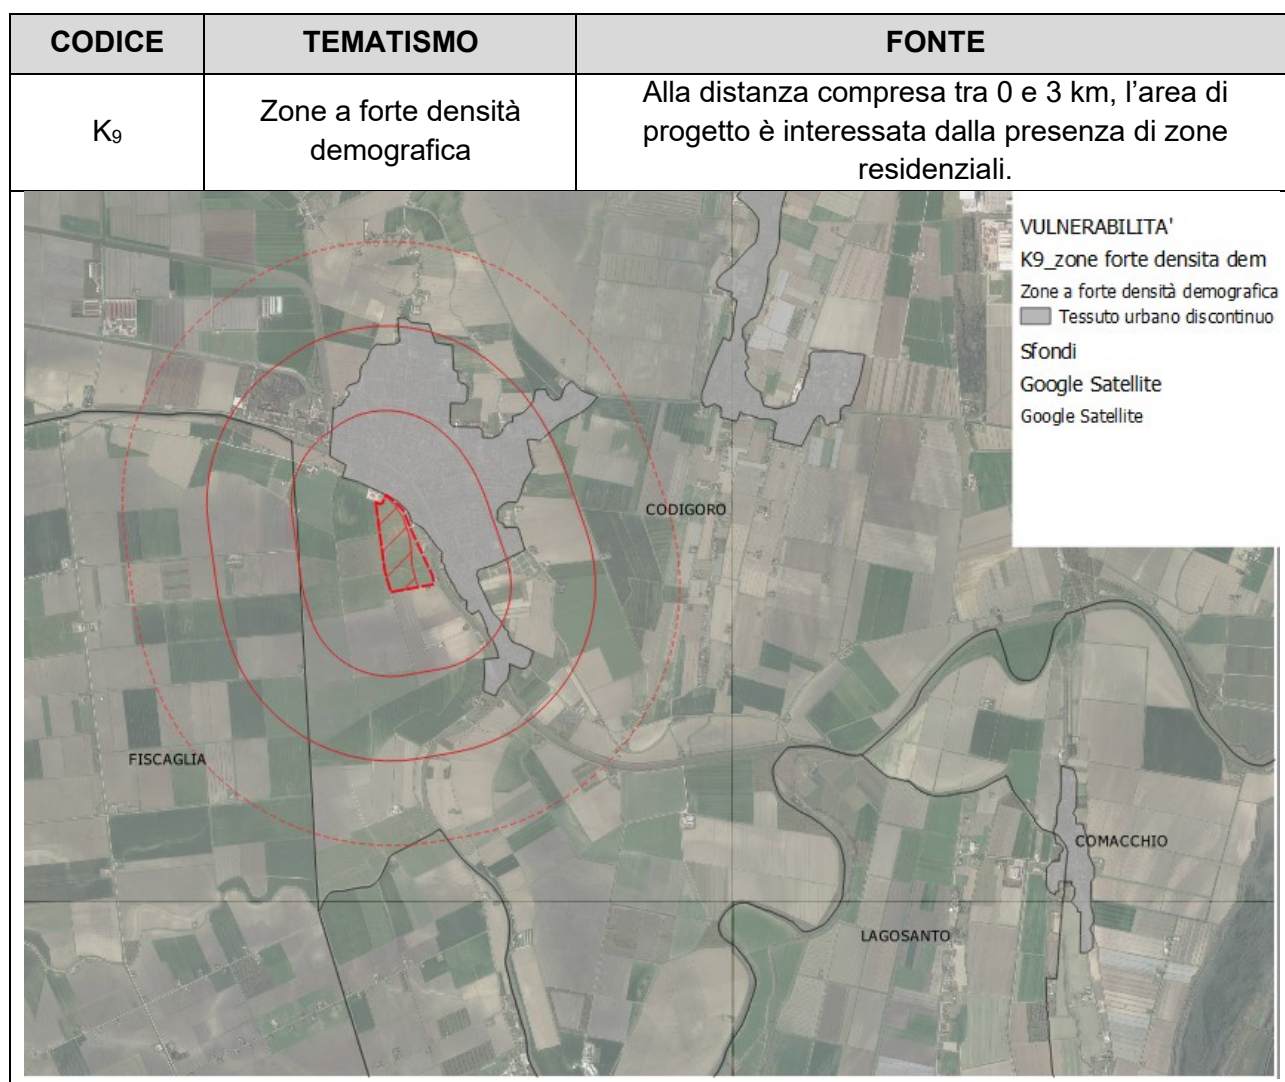 CODICE
TEMATISMO
FONTE
K₉
Zone a forte densità
demografica
Alla distanza compresa tra 0 e 3 km, l’area di
progetto è interessata dalla presenza di zone
residenziali.
VULNERABILITA'
K9_zone forte densita dem
Zone a forte densità demografica
Tessuto urbano discontinuo
Sfondi
Google Satellite
Google Satellite
CODIGORO
FISCAGLIA
COMACCHIO
LAGOSANTO